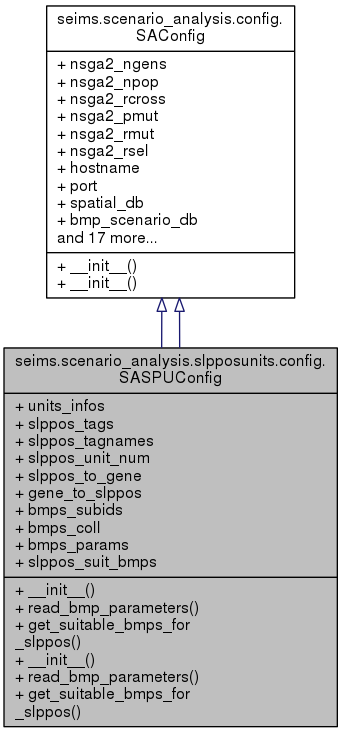 seims.scenario_analysis.config.
SAConfig
+ nsga2_ngens
+ nsga2_npop
+ nsga2_rcross
+ nsga2_pmut
+ nsga2_rmut
+ nsga2_rsel
+ hostname
+ port
+ spatial_db
+ bmp_scenario_db
and 17 more...
+ __init__()
+ __init__()
seims.scenario_analysis.slpposunits.config.
SASPUConfig
+ units_infos
+ slppos_tags
+ slppos_tagnames
+ slppos_unit_num
+ slppos_to_gene
+ gene_to_slppos
+ bmps_subids
+ bmps_coll
+ bmps_params
+ slppos_suit_bmps
+ __init__()
+ read_bmp_parameters()
+ get_suitable_bmps_for
_slppos()
+ __init__()
+ read_bmp_parameters()
+ get_suitable_bmps_for
_slppos()